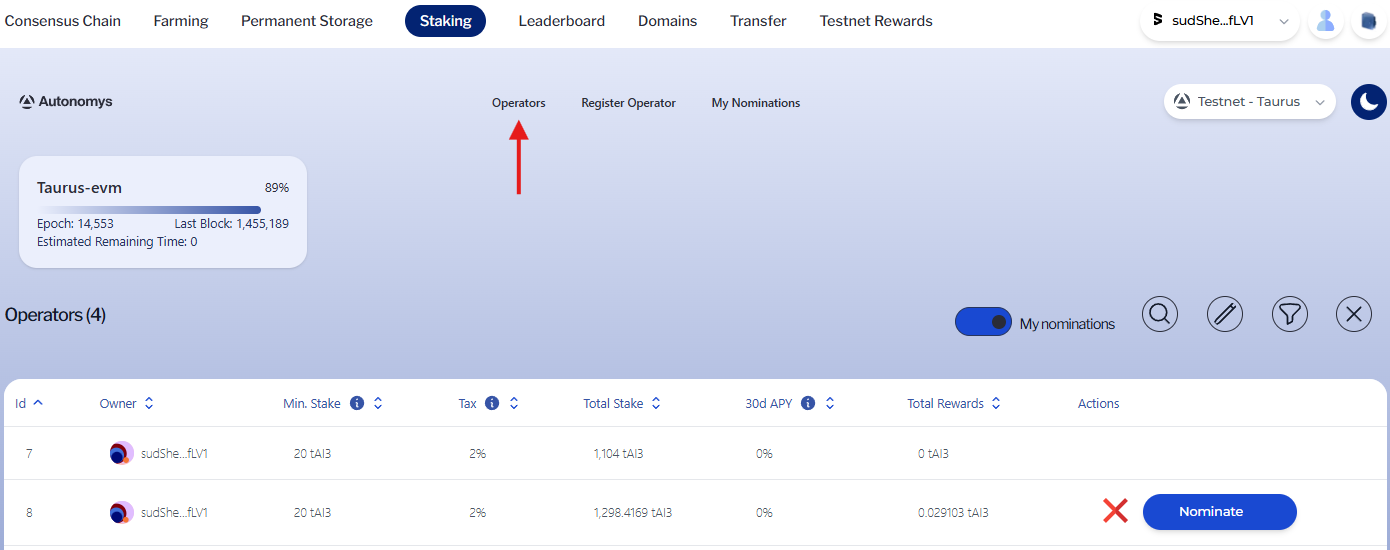 Consensus Chain Farming Permanent Storage Staking Leaderboard Domains Transfer Testnet Rewards sudShe...fLV1
Autonomys Operators Register Operator My Nominations Testnet - Taurus
Taurus-evm 89%
Epoch: 14,553 Last Block: 1,455,189
Estimated Remaining Time: 0
Operators (4) My nominations
Id Owner Min. Stake Tax Total Stake 30d APY Total Rewards Actions
7 sudShe...fLV1 20 tAI3 2% 1,104 tAI3 0% 0 tAI3
8 sudShe...fLV1 20 tAI3 2% 1,298.4169 tAI3 0% 0.029103 tAI3 Nominate